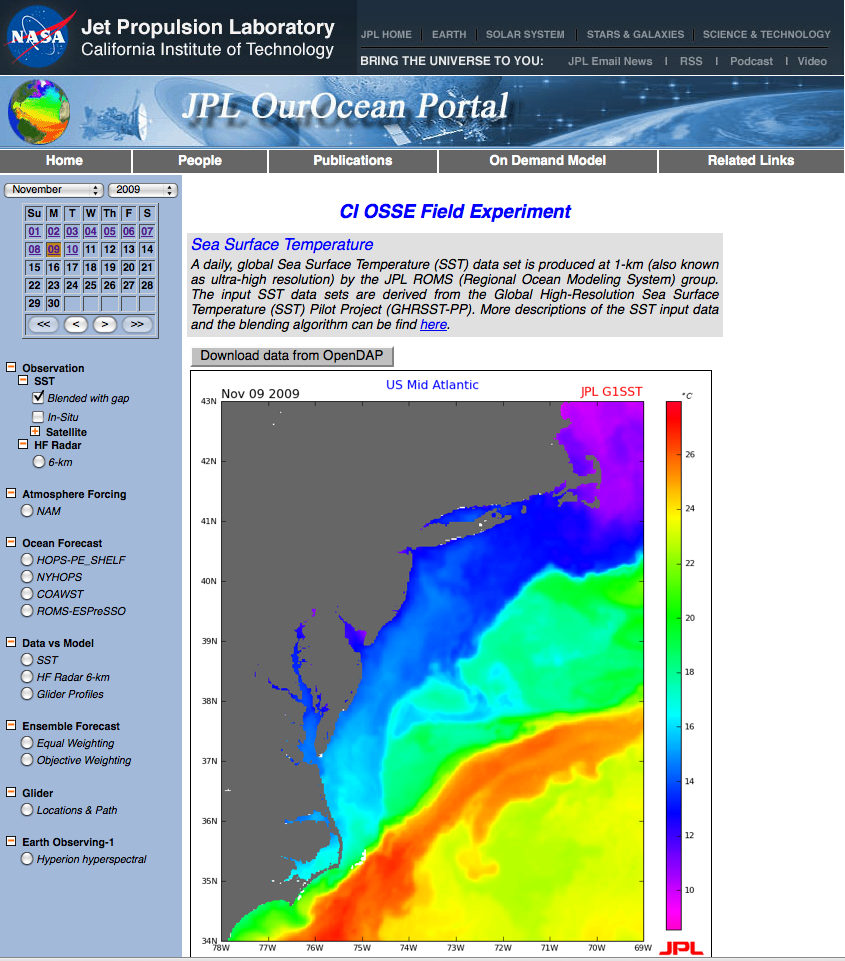 NASA
Jet Propulsion Laboratory
California Institute of Technology
JPL HOME | EARTH | SOLAR SYSTEM | STARS & GALAXIES | SCIENCE & TECHNOLOGY
BRING THE UNIVERSE TO YOU: JPL Email News | RSS | Podcast | Video
JPL OurOcean Portal
Home People Publications On Demand Model Related Links
November 2009
Su M T W Th F S
01 02 03 04 05 06 07
08 09 10 11 12 13 14
15 16 17 18 19 20 21
22 23 24 25 26 27 28
29 30
<< < > >>
Observation
SST
Blended with gap
In-Situ
Satellite
HF Radar
6-km
Atmosphere Forcing
NAM
Ocean Forecast
HOPS-PE_SHELF
NYHOPS
COAWST
ROMS-ESPreSSO
Data vs Model
SST
HF Radar 6-km
Glider Profiles
Ensemble Forecast
Equal Weighting
Objective Weighting
Glider
Locations & Path
Earth Observing-1
Hyperion hyperspectral
CI OSSE Field Experiment
Sea Surface Temperature
A daily, global Sea Surface Temperature (SST) data set is produced at 1-km (also known
as ultra-high resolution) by the JPL ROMS (Regional Ocean Modeling System) group.
The input SST data sets are derived from the Global High-Resolution Sea Surface
Temperature (SST) Pilot Project (GHRSST-PP). More descriptions of the SST input data
and the blending algorithm can be find here.
Download data from OpenDAP
US Mid Atlantic
Nov 09 2009 JPL G1SST
°C
43N
42N
41N
40N
39N
38N
37N
36N
35N
34N
78W 77W 76W 75W 74W 73W 72W 71W 70W 69W
26
24
22
20
18
16
14
12
10
JPL